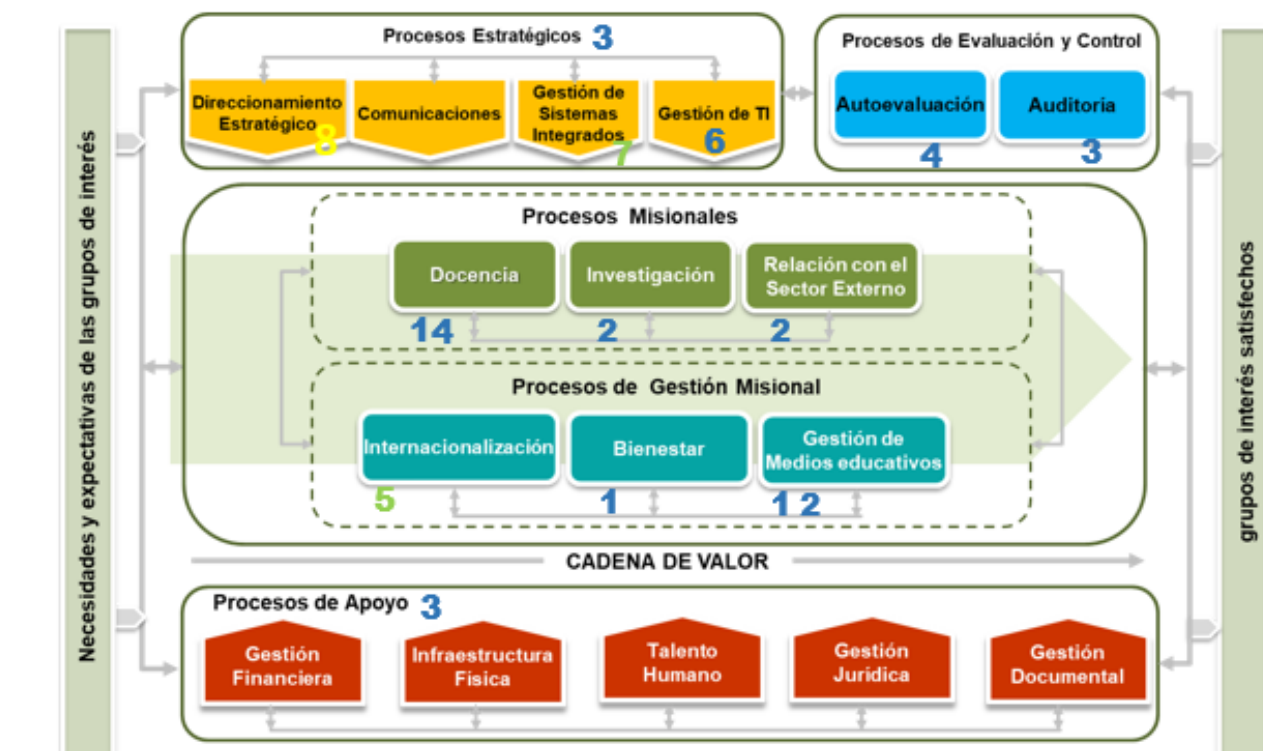 Necesidades y expectativas de las grupos de interés
Procesos Estratégicos 3
Direccionamiento
Estratégico
8
Comunicaciones
Gestión de
Sistemas
Integrados
7
Gestión de TI
6
Procesos de Evaluación y Control
Autoevaluación
4
Auditoria
3
Procesos Misionales
Docencia
14
Investigación
2
Relación con el
Sector Externo
2
Procesos de Gestión Misional
Internacionalización
5
Bienestar
1
Gestión de
Medios educativos
1 2
CADENA DE VALOR
Procesos de Apoyo 3
Gestión
Financiera
Infraestructura
Física
Talento
Humano
Gestión
Juridica
Gestión
Documental
grupos de interés satisfechos